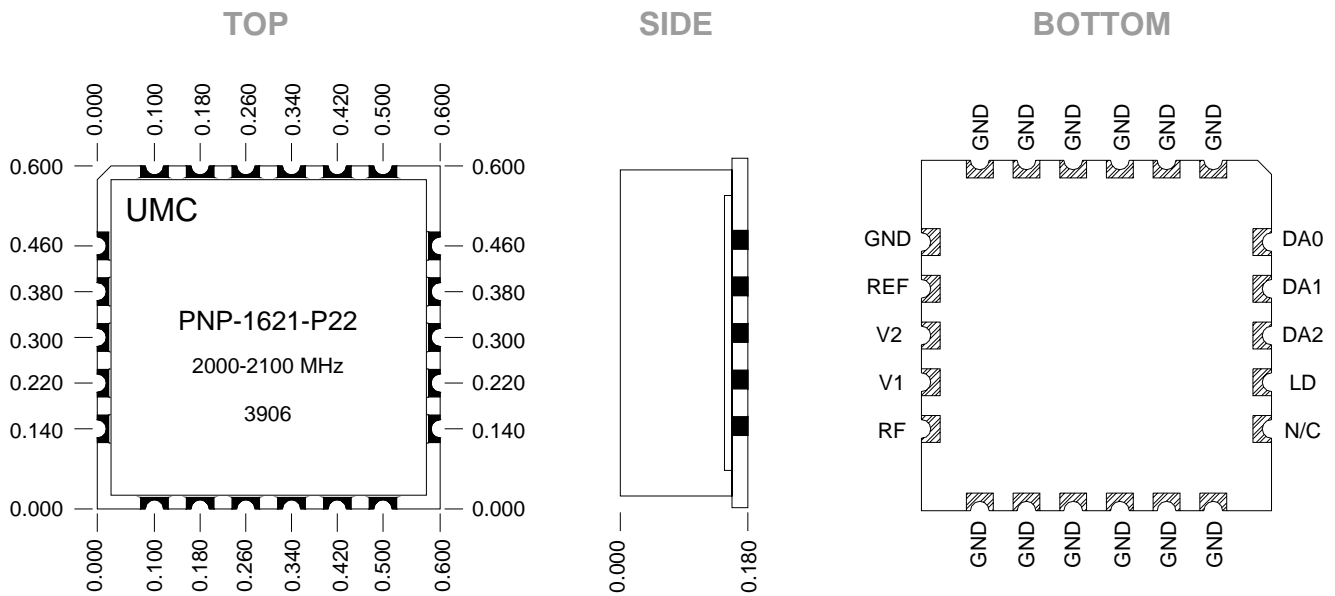 TOP
SIDE
BOTTOM
0.000
0.100
0.180
0.260
0.340
0.420
0.500
0.600
0.600
0.460
0.380
0.300
0.220
0.140
0.000
UMC
PNP-1621-P22
2000-2100 MHz
3906
0.600
0.460
0.380
0.300
0.220
0.140
0.000
0.000
0.100
0.180
0.260
0.340
0.420
0.500
0.600
0.000
0.180
GND
GND
GND
GND
GND
GND
GND
REF
V2
V1
RF
DA0
DA1
DA2
LD
N/C
GND
GND
GND
GND
GND
GND